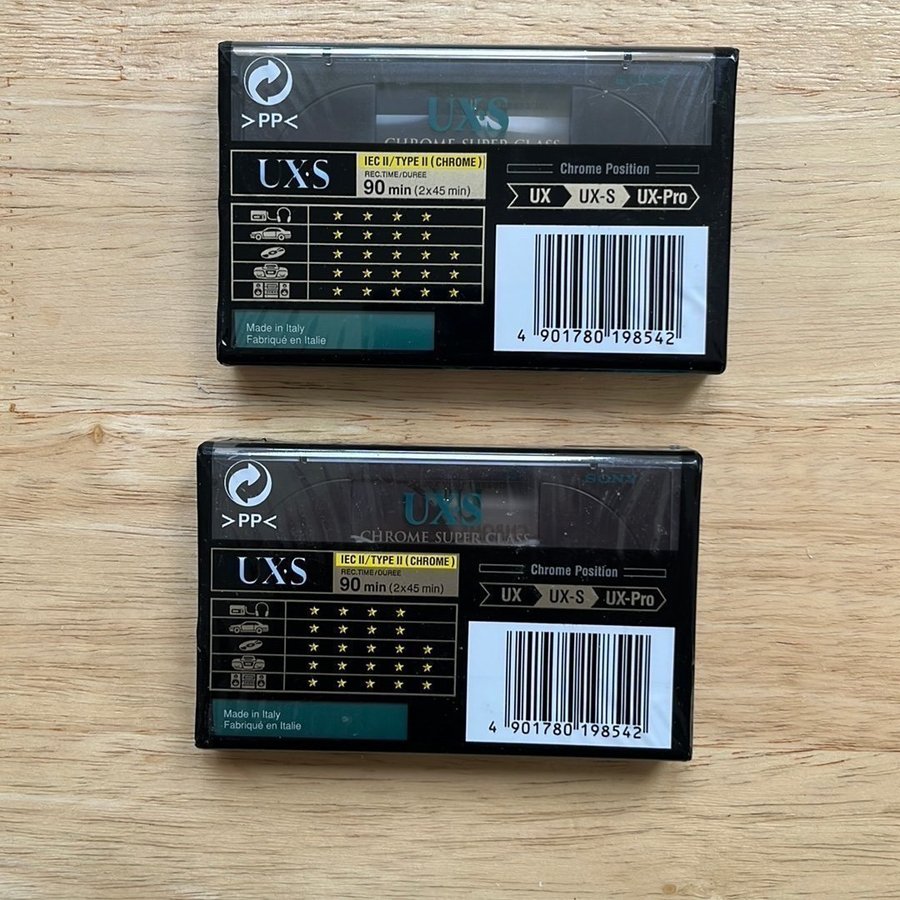 >PP<
UX·S
CHROME SUPER CLASS
UX·S
IEC II/TYPE II (CHROME)
REC.TIME/DUREE
90 min (2x45 min)
Chrome Position
UX
UX-S
UX-Pro
Made in Italy
Fabriqué en Italie
4 901780 198542
SONY
>PP<
UX·S
CHROME SUPER CLASS
UX·S
IEC II/TYPE II (CHROME)
REC.TIME/DUREE
90 min (2x45 min)
Chrome Position
UX
UX-S
UX-Pro
Made in Italy
Fabriqué en Italie
4 901780 198542